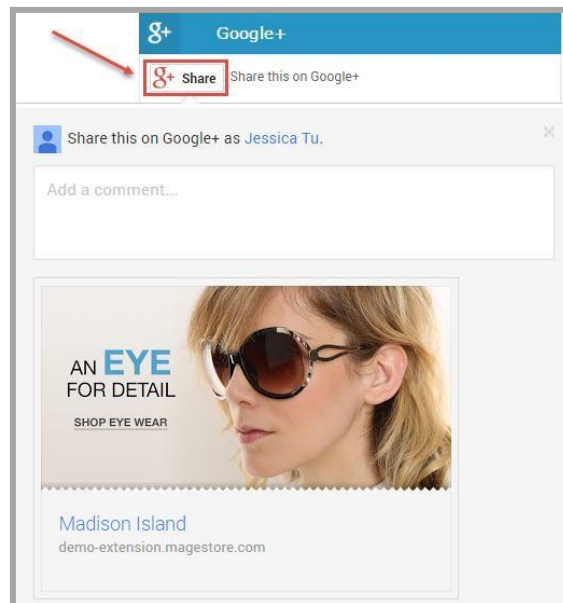 g+ Google+
g+ Share Share this on Google+
Share this on Google+ as Jessica Tu.
Add a comment...
AN EYE
FOR DETAIL
SHOP EYE WEAR
Madison Island
demo-extension.magestore.com